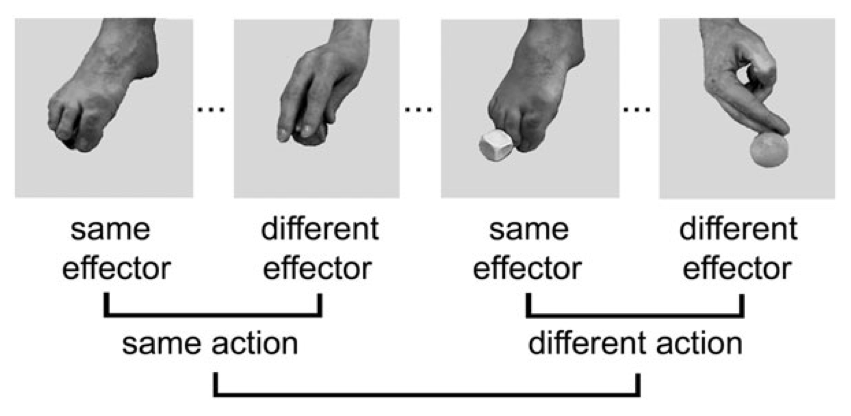 ... ... ...
same different same different
effector effector effector effector
same action different action